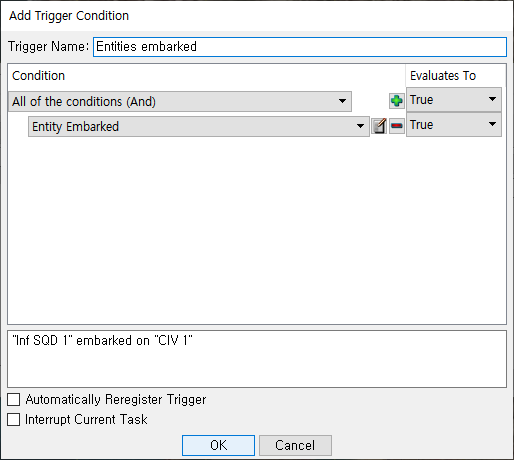 Add Trigger Condition
Trigger Name: Entities embarked
Condition Evaluates To
All of the conditions (And) True
Entity Embarked True
"Inf SQD 1" embarked on "CIV 1"
Automatically Reregister Trigger
Interrupt Current Task
OK Cancel